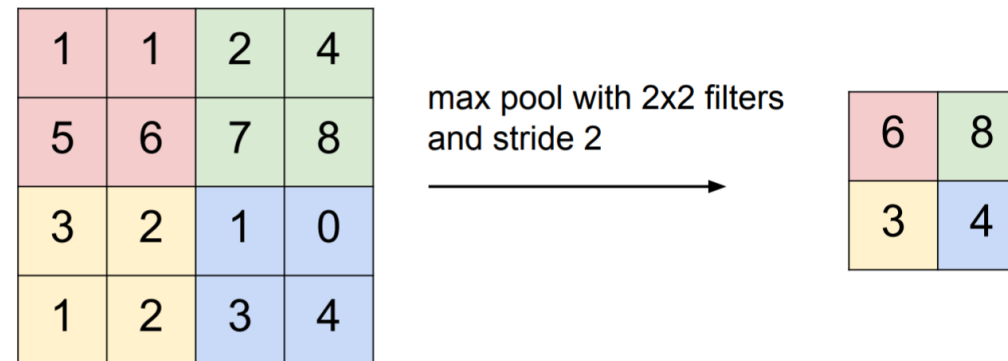 1 1 2 4
5 6 7 8
3 2 1 0
1 2 3 4
max pool with 2x2 filters
and stride 2
6 8
3 4